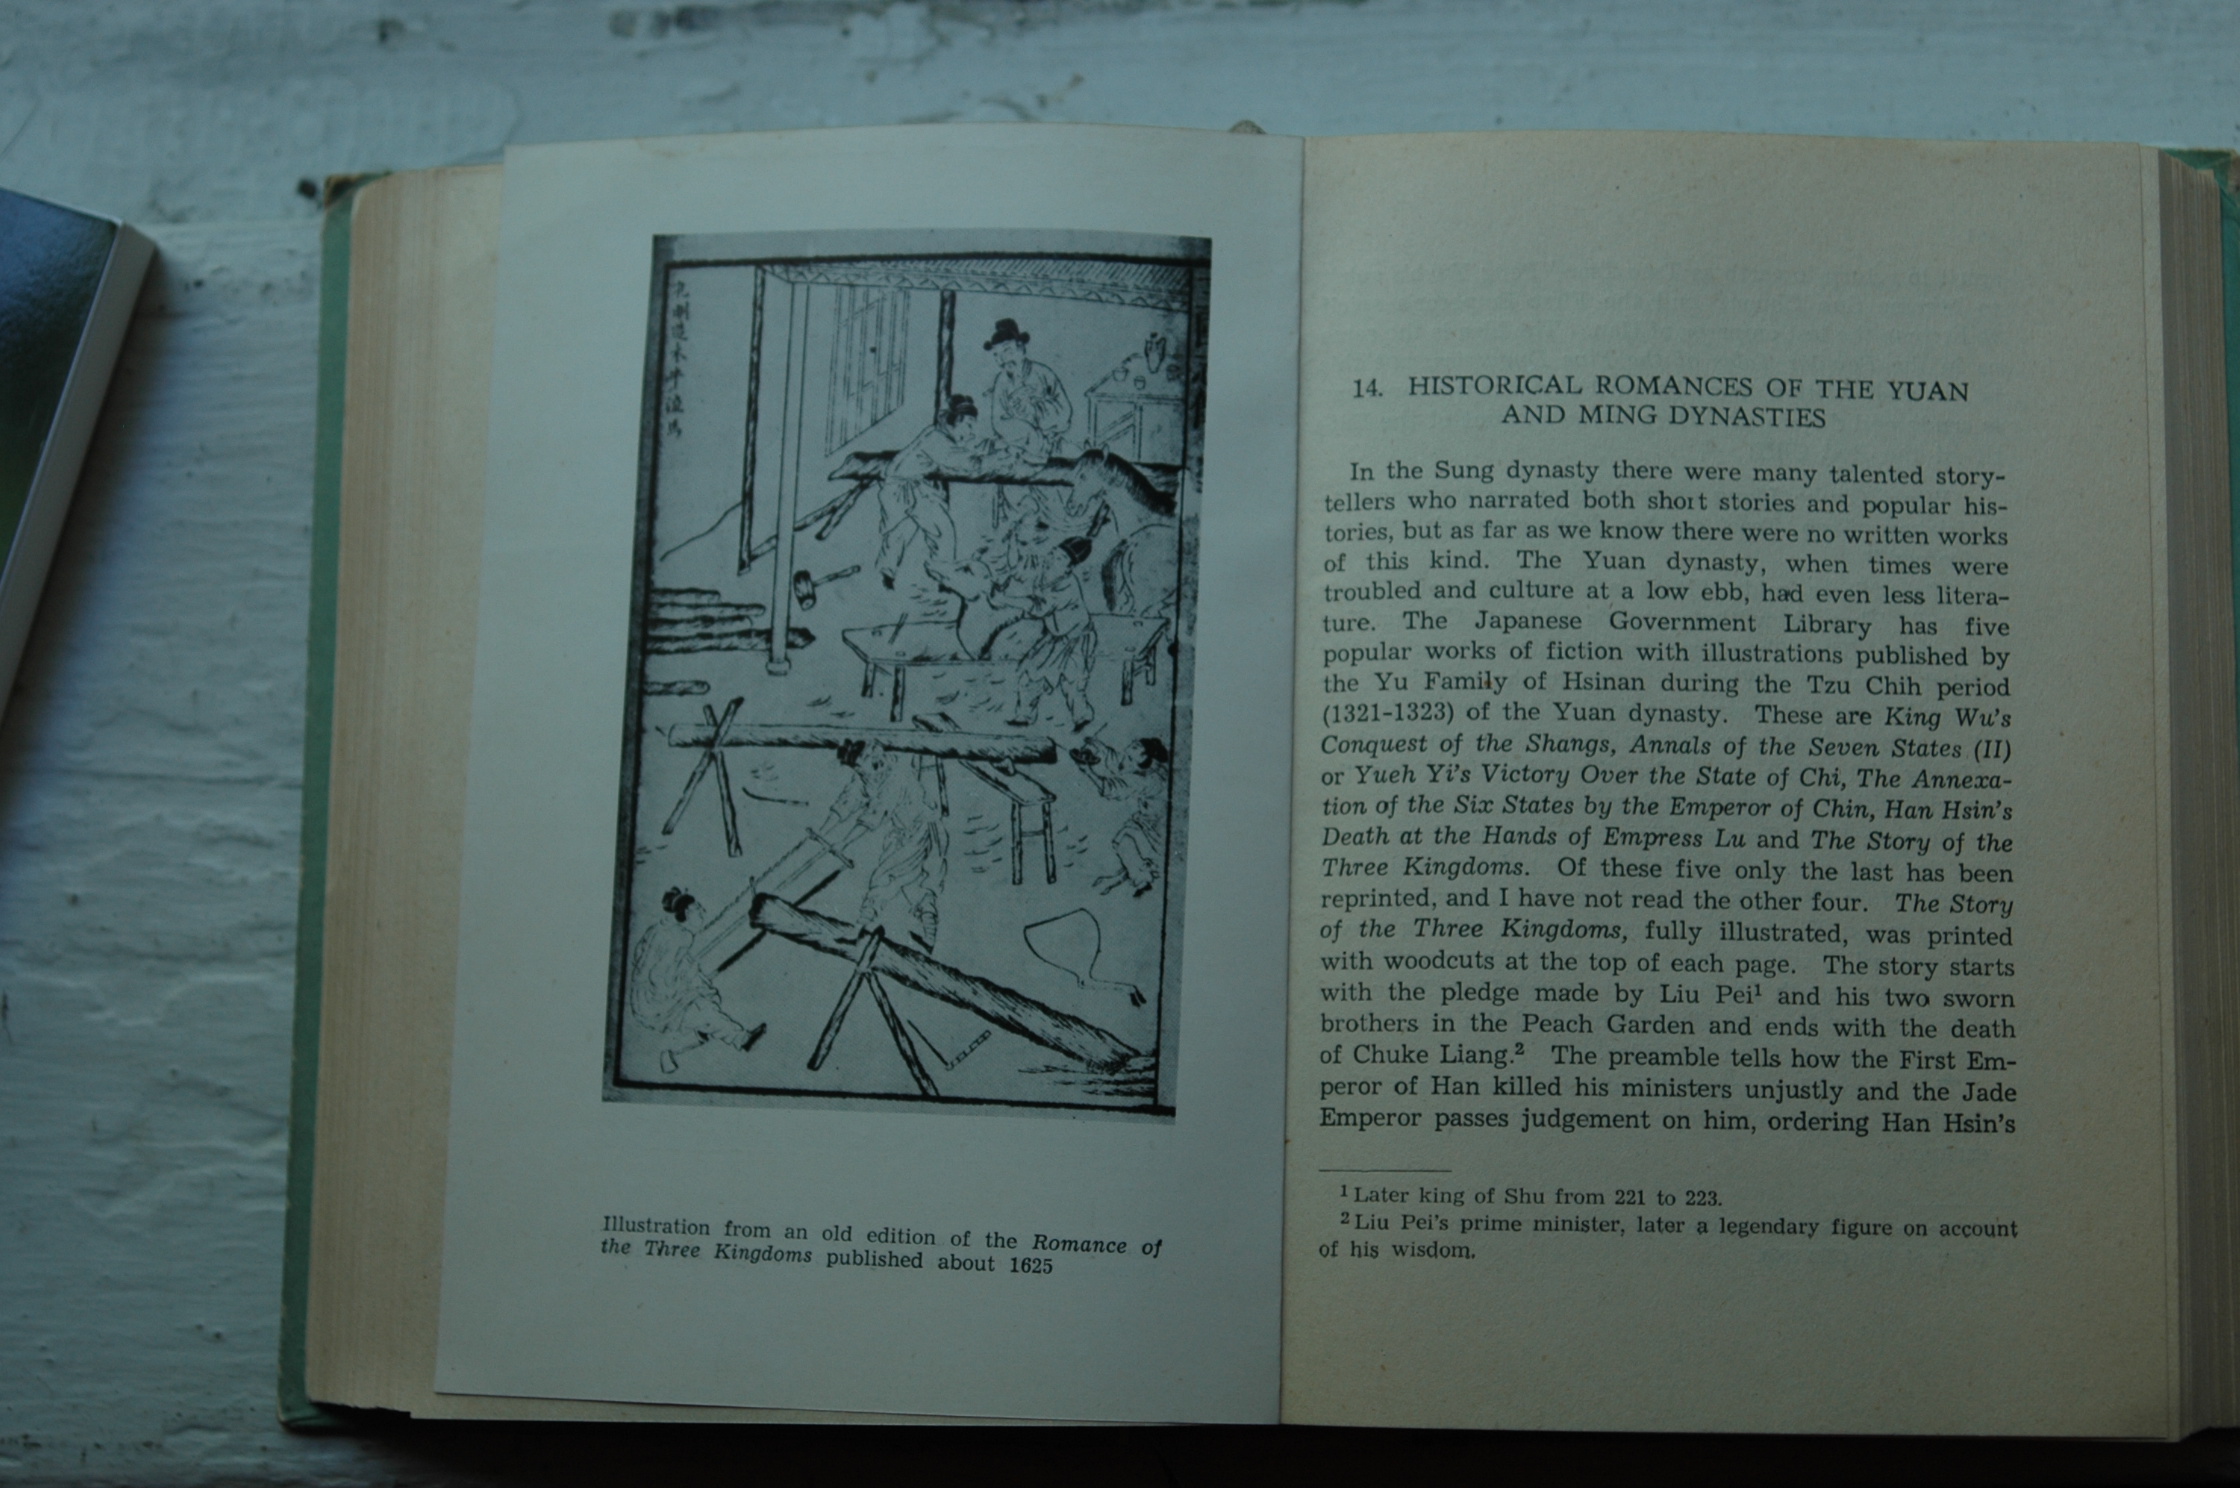 孔
明
造
木
牛
流
馬
Illustration from an old edition of the Romance of
the Three Kingdoms published about 1625
14. HISTORICAL ROMANCES OF THE YUAN
AND MING DYNASTIES
In the Sung dynasty there were many talented story-
tellers who narrated both short stories and popular his-
tories, but as far as we know there were no written works
of this kind. The Yuan dynasty, when times were
troubled and culture at a low ebb, had even less litera-
ture. The Japanese Government Library has five
popular works of fiction with illustrations published by
the Yu Family of Hsinan during the Tzu Chih period
(1321-1323) of the Yuan dynasty. These are King Wu's
Conquest of the Shangs, Annals of the Seven States (II)
or Yueh Yi's Victory Over the State of Chi, The Annexa-
tion of the Six States by the Emperor of Chin, Han Hsin's
Death at the Hands of Empress Lu and The Story of the
Three Kingdoms. Of these five only the last has been
reprinted, and I have not read the other four. The Story
of the Three Kingdoms, fully illustrated, was printed
with woodcuts at the top of each page. The story starts
with the pledge made by Liu Pei¹ and his two sworn
brothers in the Peach Garden and ends with the death
of Chuke Liang.² The preamble tells how the First Em-
peror of Han killed his ministers unjustly and the Jade
Emperor passes judgement on him, ordering Han Hsin's
¹ Later king of Shu from 221 to 223.
² Liu Pei's prime minister, later a legendary figure on account
of his wisdom.